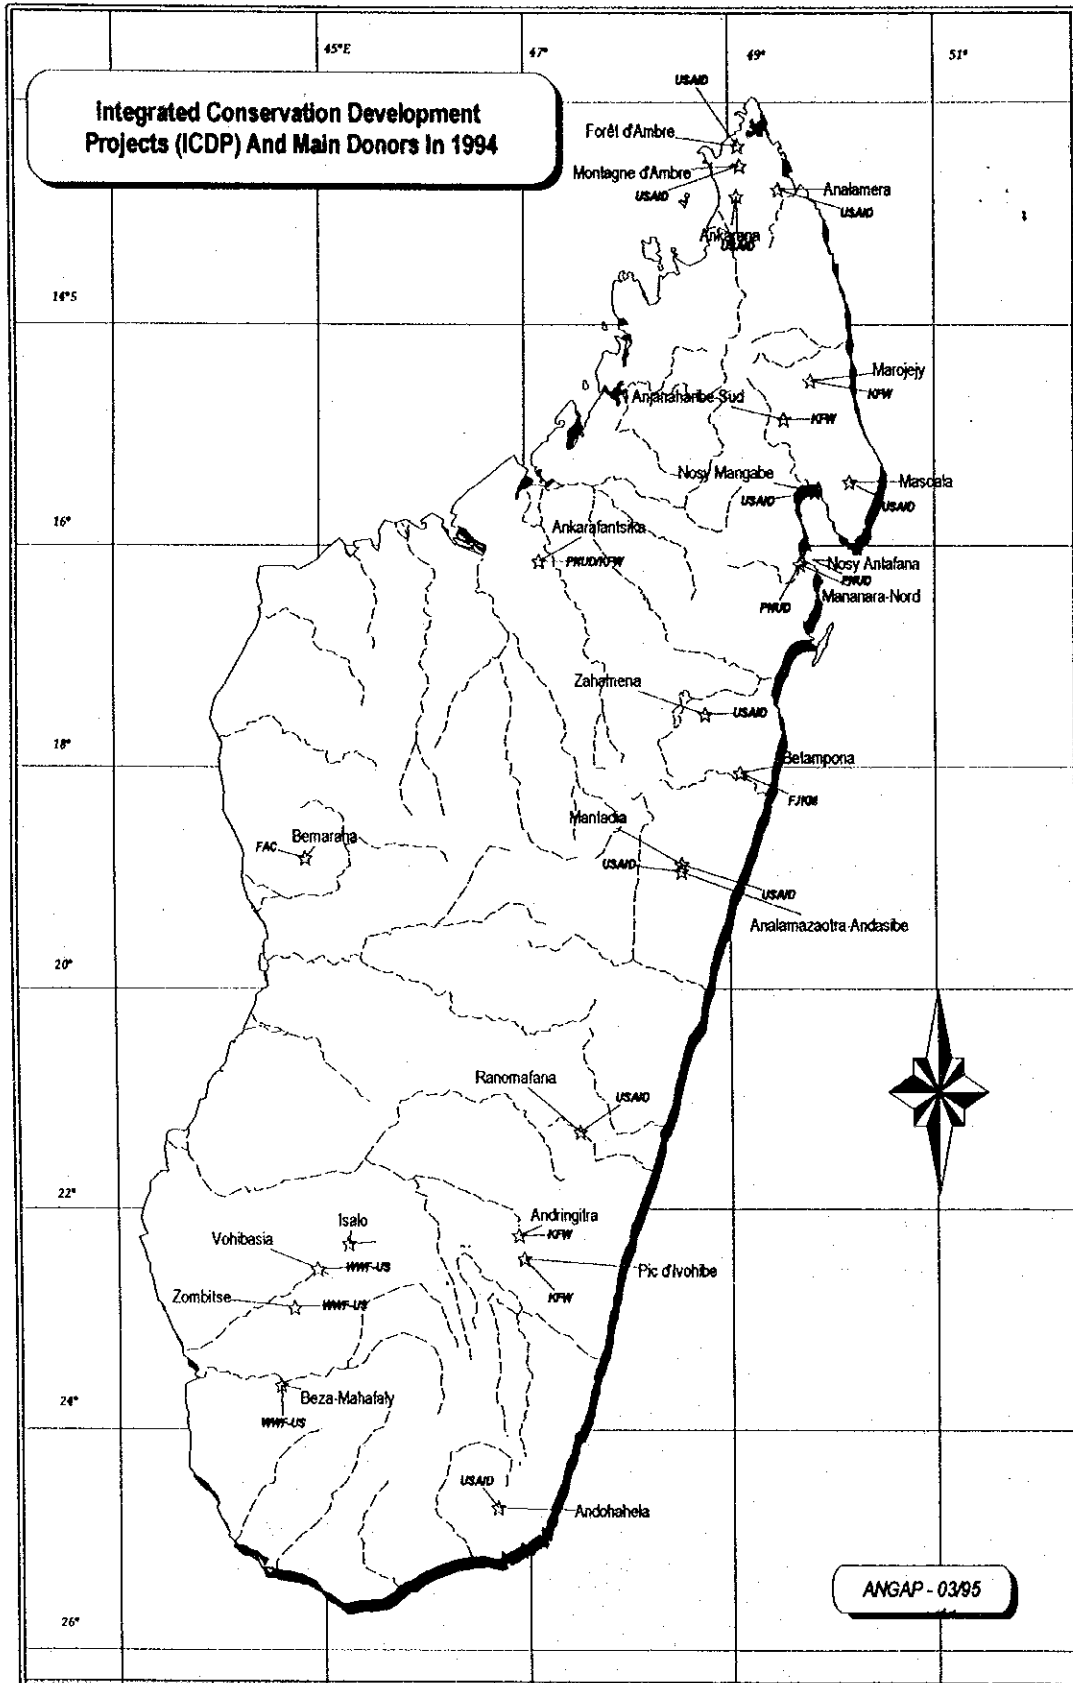 45°E
47°
49°
51°
Integrated Conservation Development
Projects (ICDP) And Main Donors In 1994
USAID
Forêt d'Ambre
Montagne d'Ambre
USAID
Analamera
USAID
Ankarana
USAID
14°S
Marojejy
KFW
Anjanaharibe-Sud
KFW
Nosy Mangabe
USAID
Masoala
USAID
16°
Ankarafantsika
PNUD/KFW
Nosy Antafana
PNUD
PNUD
Mananara-Nord
Zahamena
USAID
18°
Betampona
FJKM
Mantadia
Bemaraha
FAC
USAID
USAID
Analamazaotra-Andasibe
20°
Ranomafana
USAID
22°
Isalo
Andringitra
KFW
Vohibasia
WWF-US
Pic d'Ivohibe
KFW
Zombitse
WWF-US
24°
Beza-Mahafaly
WWF-US
USAID
Andohahela
ANGAP - 03/95
26°